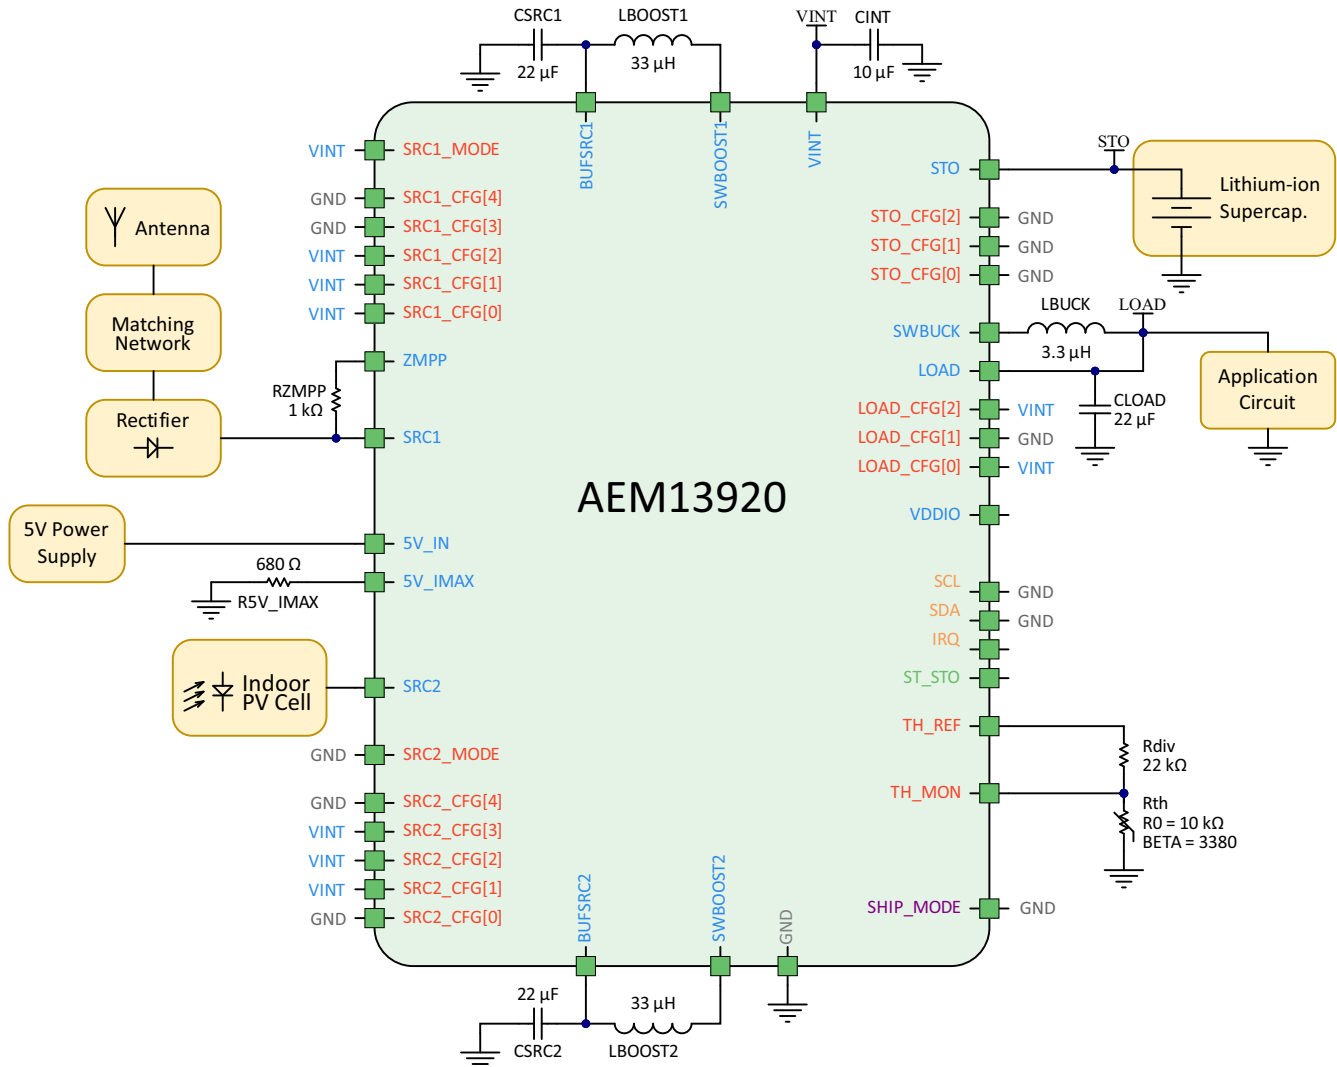 CSRC1
LBOOST1
VINT
CINT
22 µF
33 µH
10 µF
BUFSRC1
SWBOOST1
VINT
VINT
SRC1_MODE
GND
SRC1_CFG[4]
GND
SRC1_CFG[3]
VINT
SRC1_CFG[2]
VINT
SRC1_CFG[1]
VINT
SRC1_CFG[0]
Antenna
Matching
Network
Rectifier
ZMPP
RZMPP
1 kΩ
SRC1
5V Power
Supply
5V_IN
680 Ω
5V_IMAX
R5V_IMAX
Indoor
PV Cell
SRC2
GND
SRC2_MODE
GND
SRC2_CFG[4]
VINT
SRC2_CFG[3]
VINT
SRC2_CFG[2]
VINT
SRC2_CFG[1]
GND
SRC2_CFG[0]
AEM13920
STO
STO
Lithium-ion
Supercap.
STO_CFG[2]
GND
STO_CFG[1]
GND
STO_CFG[0]
GND
LBUCK
LOAD
SWBUCK
3.3 µH
LOAD
CLOAD
22 µF
Application
Circuit
LOAD_CFG[2]
VINT
LOAD_CFG[1]
GND
LOAD_CFG[0]
VINT
VDDIO
SCL
GND
SDA
GND
IRQ
ST_STO
TH_REF
Rdiv
22 kΩ
TH_MON
Rth
R0 = 10 kΩ
BETA = 3380
SHIP_MODE
GND
BUFSRC2
SWBOOST2
GND
22 µF
33 µH
CSRC2
LBOOST2